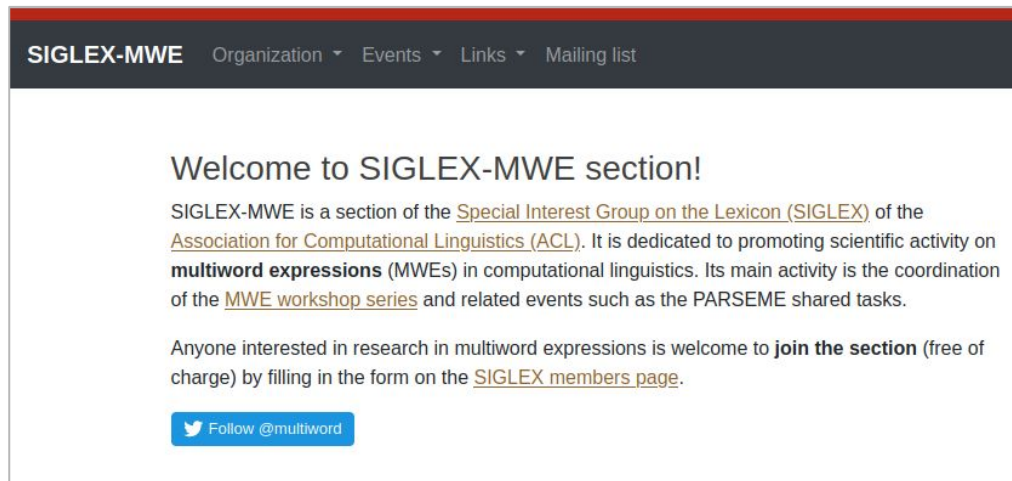 SIGLEX-MWE Organization Events Links Mailing list
Welcome to SIGLEX-MWE section!
SIGLEX-MWE is a section of the Special Interest Group on the Lexicon (SIGLEX) of the
Association for Computational Linguistics (ACL). It is dedicated to promoting scientific activity on
multiword expressions (MWEs) in computational linguistics. Its main activity is the coordination
of the MWE workshop series and related events such as the PARSEME shared tasks.
Anyone interested in research in multiword expressions is welcome to join the section (free of
charge) by filling in the form on the SIGLEX members page.
Follow @multiword